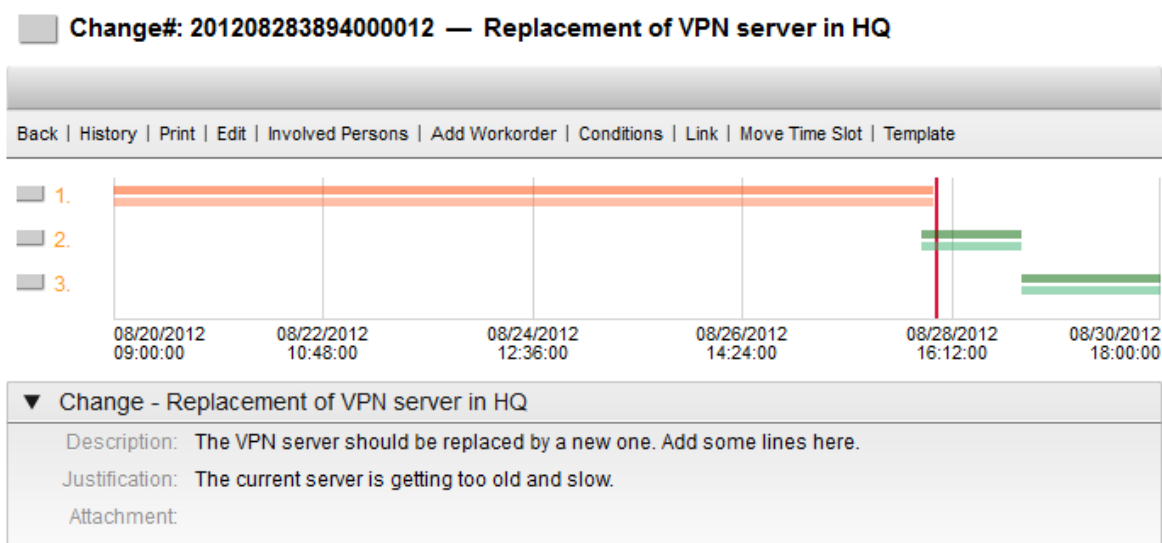 Change#: 201208283894000012 — Replacement of VPN server in HQ
Back | History | Print | Edit | Involved Persons | Add Workorder | Conditions | Link | Move Time Slot | Template
1.
2.
3.
08/20/2012 08/22/2012 08/24/2012 08/26/2012 08/28/2012 08/30/2012
09:00:00 10:48:00 12:36:00 14:24:00 16:12:00 18:00:00
▼ Change - Replacement of VPN server in HQ
Description: The VPN server should be replaced by a new one. Add some lines here.
Justification: The current server is getting too old and slow.
Attachment: